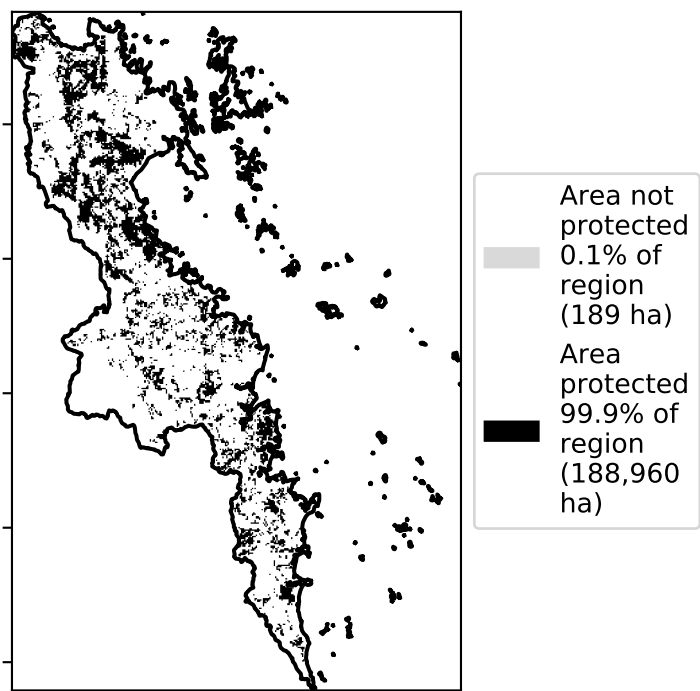 Area not
protected
0.1% of
region
(189 ha)
Area
protected
99.9% of
region
(188,960
ha)